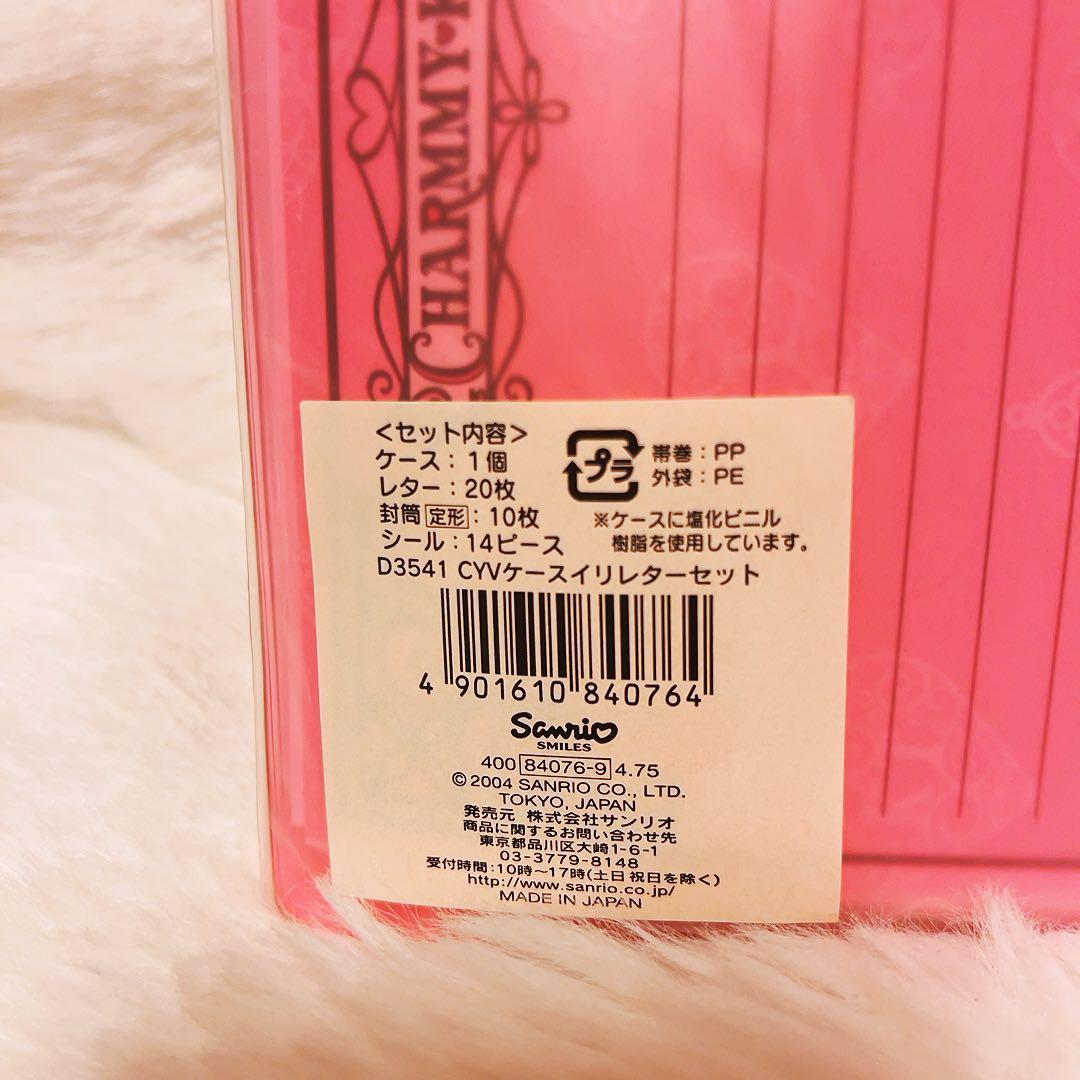 CHARMMY
<セット内容>
ケース：1個
レター：20枚
封筒 定形：10枚
シール：14ピース
プラ
帯巻：PP
外袋：PE
※ケースに塩化ビニル
樹脂を使用しています。
D3541 CYVケースイリレターセット
4 901610 840764
Sanrio
SMILES
400 84076-9 4.75
© 2004 SANRIO CO., LTD.
TOKYO, JAPAN
発売元 株式会社サンリオ
商品に関するお問い合わせ先
東京都品川区大崎1-6-1
03-3779-8148
受付時間：10時～17時(土日祝日を除く)
http://www.sanrio.co.jp/
MADE IN JAPAN